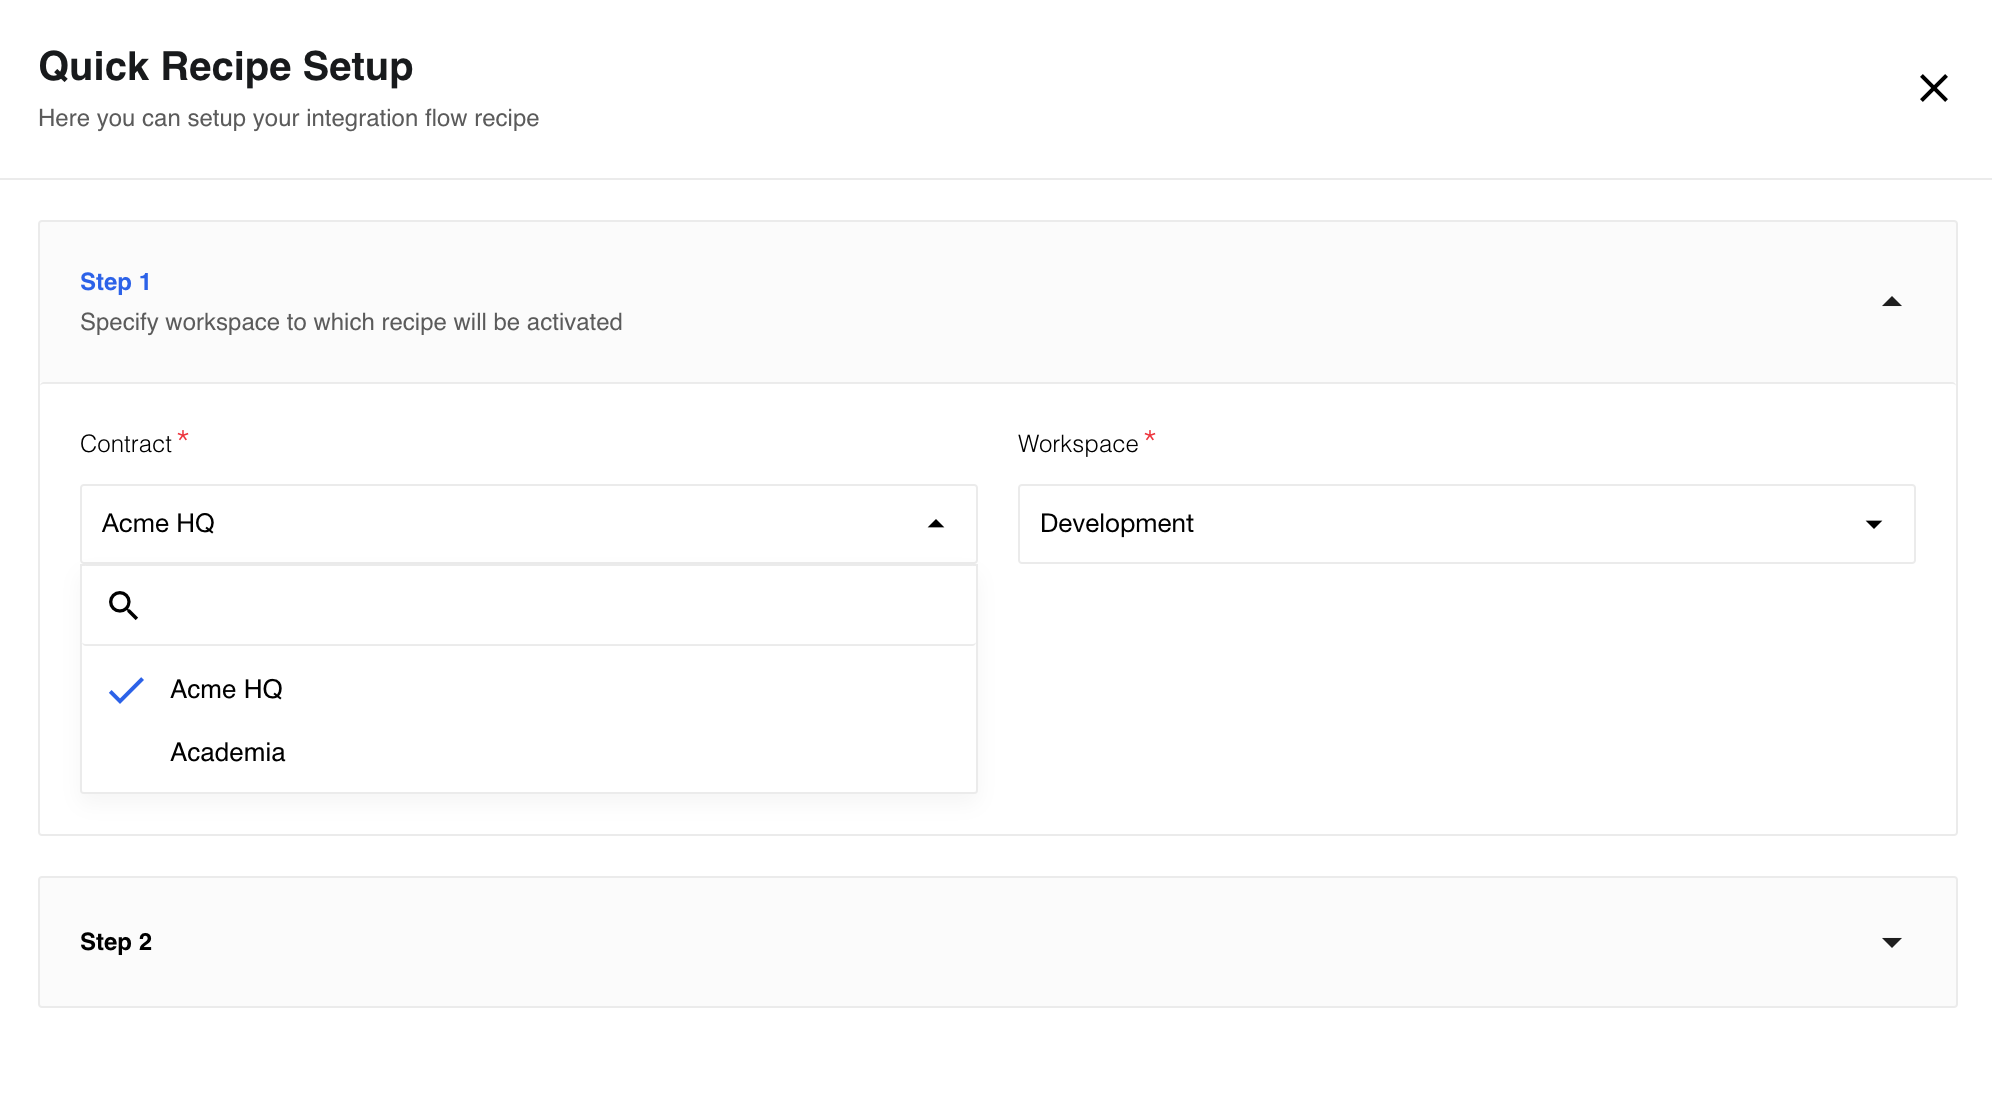 Quick Recipe Setup
Here you can setup your integration flow recipe
Step 1
Specify workspace to which recipe will be activated
Contract *
Workspace *
Acme HQ
Development
Acme HQ
Academia
Step 2